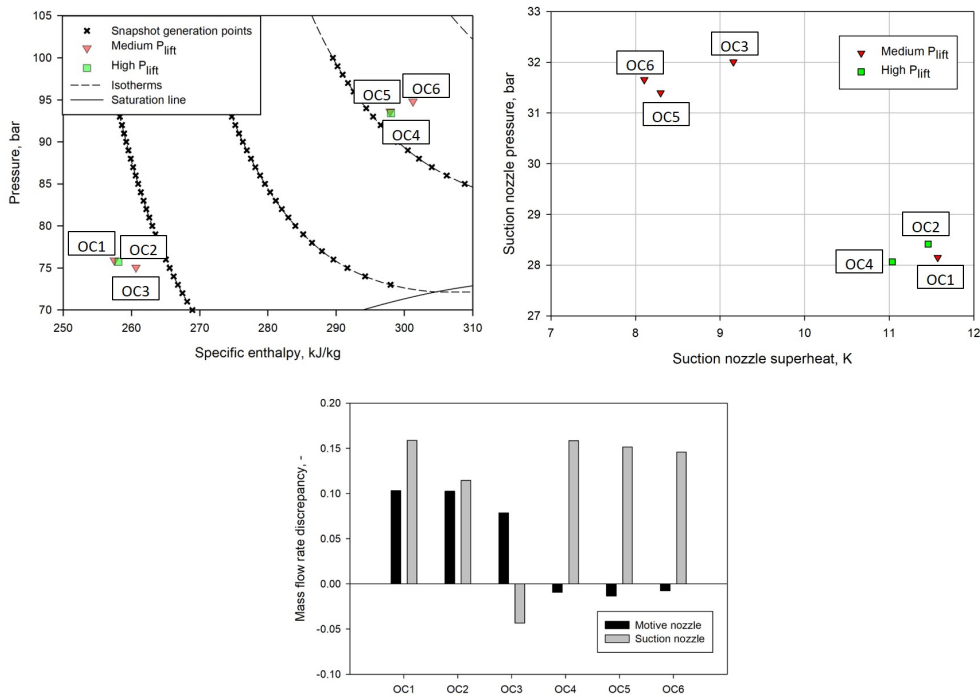 Pressure, bar
105
100
95
90
85
80
75
70
Snapshot generation points
Medium P_lift
High P_lift
Isotherms
Saturation line
OC5
OC6
OC4
OC1
OC2
OC3
250
260
270
280
290
300
310
Specific enthalpy, kJ/kg
Suction nozzle pressure, bar
33
32
31
30
29
28
27
OC6
OC3
OC5
Medium P_lift
High P_lift
OC2
OC4
OC1
7
8
9
10
11
12
Suction nozzle superheat, K
Mass flow rate discrepancy, -
0.20
0.15
0.10
0.05
0.00
-0.05
-0.10
Motive nozzle
Suction nozzle
OC1
OC2
OC3
OC4
OC5
OC6